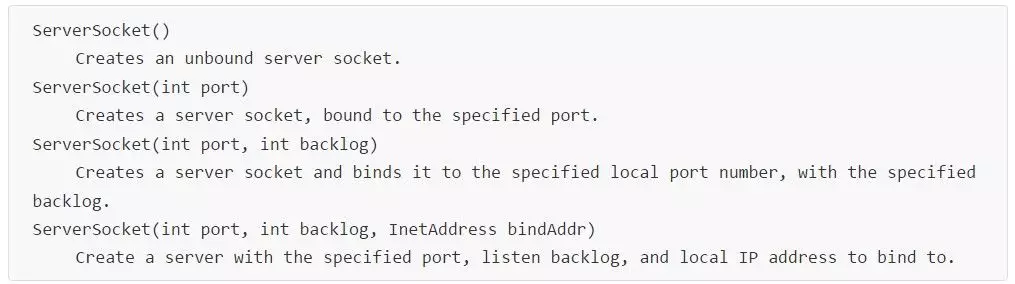 ServerSocket()
Creates an unbound server socket.
ServerSocket(int port)
Creates a server socket, bound to the specified port.
ServerSocket(int port, int backlog)
Creates a server socket and binds it to the specified local port number, with the specified
backlog.
ServerSocket(int port, int backlog, InetAddress bindAddr)
Create a server with the specified port, listen backlog, and local IP address to bind to.